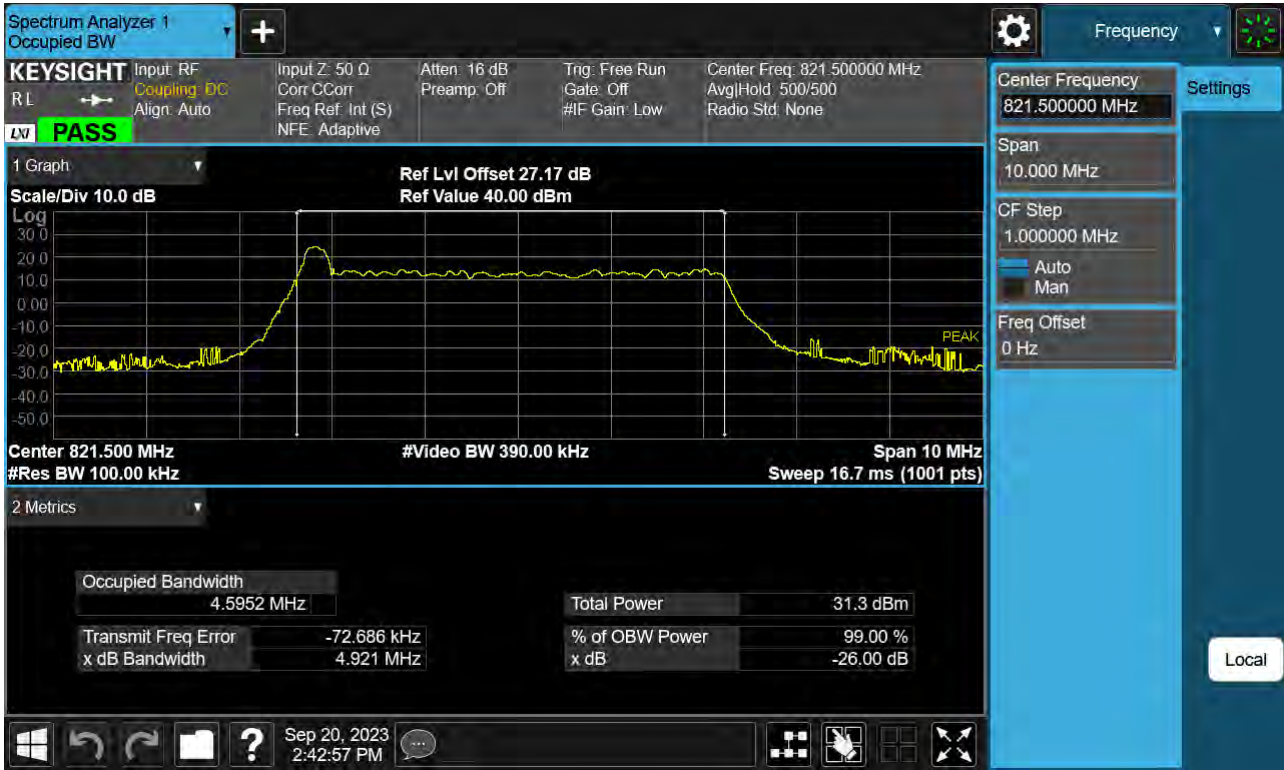 Spectrum Analyzer 1
Occupied BW
Frequency
KEYSIGHT
RL
LXI
PASS
Input: RF
Coupling: DC
Align: Auto
Input Z: 50 Ω
Corr CCorr
Freq Ref: Int (S)
NFE: Adaptive
Atten: 16 dB
Preamp: Off
Trig: Free Run
Gate: Off
#IF Gain: Low
Center Freq: 821.500000 MHz
Avg|Hold: 500/500
Radio Std: None
Center Frequency
821.500000 MHz
Settings
Span
10.000 MHz
CF Step
1.000000 MHz
Auto
Man
Freq Offset
0 Hz
1 Graph
Scale/Div 10.0 dB
Ref Lvl Offset 27.17 dB
Ref Value 40.00 dBm
Log
30.0
20.0
10.0
0.00
-10.0
-20.0
-30.0
-40.0
-50.0
PEAK
Center 821.500 MHz
#Video BW 390.00 kHz
Span 10 MHz
#Res BW 100.00 kHz
Sweep 16.7 ms (1001 pts)
2 Metrics
Occupied Bandwidth
4.5952 MHz
Total Power 31.3 dBm
Transmit Freq Error -72.686 kHz
% of OBW Power 99.00 %
x dB Bandwidth 4.921 MHz
x dB -26.00 dB
Local
?
Sep 20, 2023
2:42:57 PM